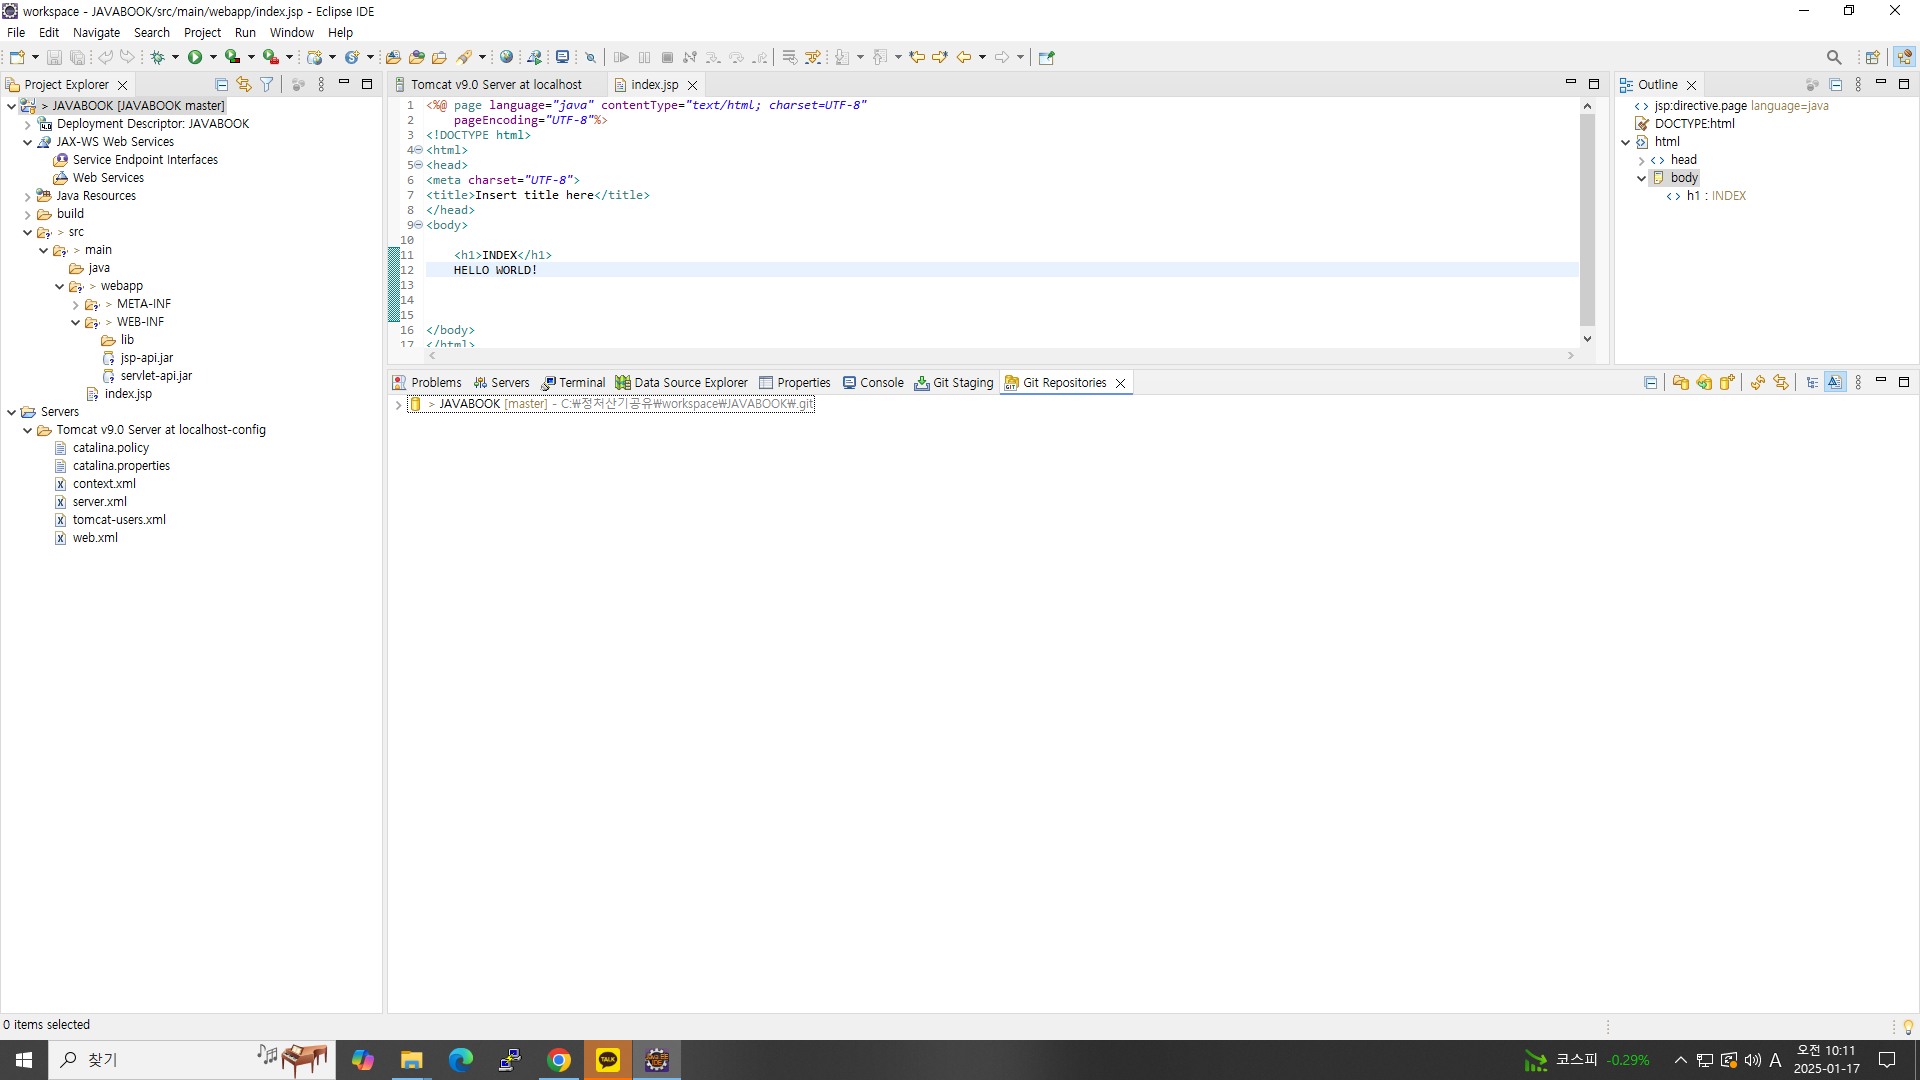 workspace - JAVABOOK/src/main/webapp/index.jsp - Eclipse IDE
File Edit Navigate Search Project Run Window Help
Project Explorer
> JAVABOOK [JAVABOOK master]
Deployment Descriptor: JAVABOOK
JAX-WS Web Services
Service Endpoint Interfaces
Web Services
Java Resources
build
> src
> main
java
> webapp
> META-INF
> WEB-INF
lib
jsp-api.jar
servlet-api.jar
index.jsp
Servers
Tomcat v9.0 Server at localhost-config
catalina.policy
catalina.properties
context.xml
server.xml
tomcat-users.xml
web.xml
Tomcat v9.0 Server at localhost index.jsp
1 <%@ page language="java" contentType="text/html; charset=UTF-8"
2 pageEncoding="UTF-8"%>
3 <!DOCTYPE html>
4 <html>
5 <head>
6 <meta charset="UTF-8">
7 <title>Insert title here</title>
8 </head>
9 <body>
10
11 <h1>INDEX</h1>
12 HELLO WORLD!
13
14
15
16 </body>
17 </html>
Outline
jsp:directive.page language=java
DOCTYPE:html
html
head
body
h1 : INDEX
Problems Servers Terminal Data Source Explorer Properties Console Git Staging Git Repositories
> JAVABOOK [master] - C:\정처산기공유\workspace\JAVABOOK\.git
0 items selected
찾기
TALK
Java EE
IDE
코스피 -0.29%
A
오전 10:11
2025-01-17